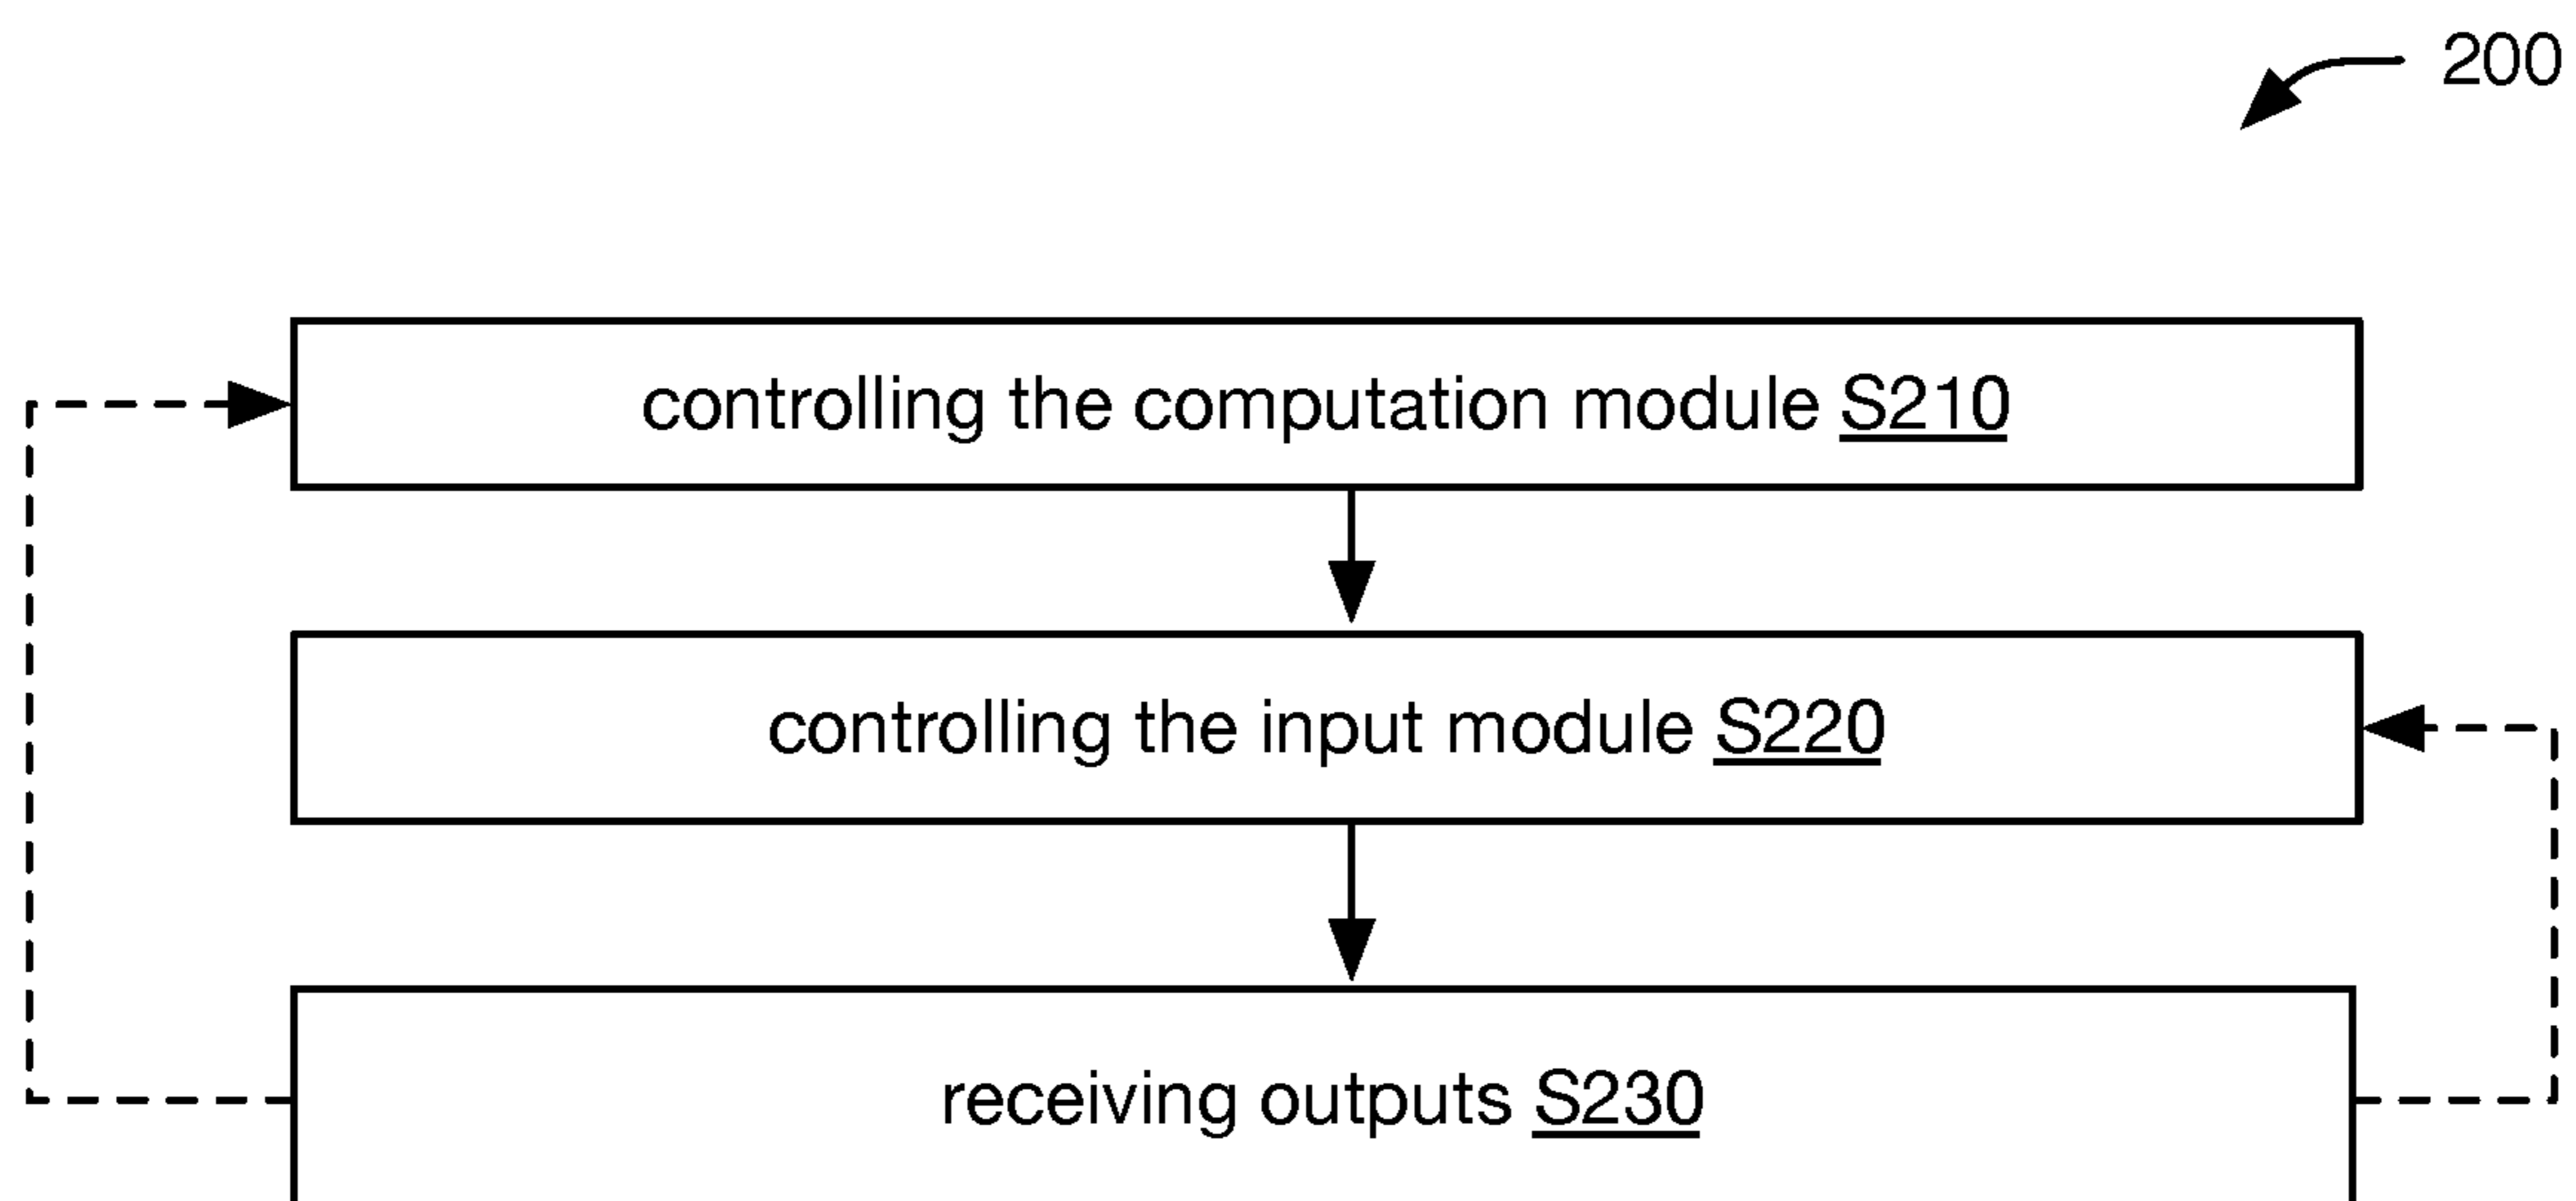 200
controlling the computation module S210
controlling the input module S220
receiving outputs S230